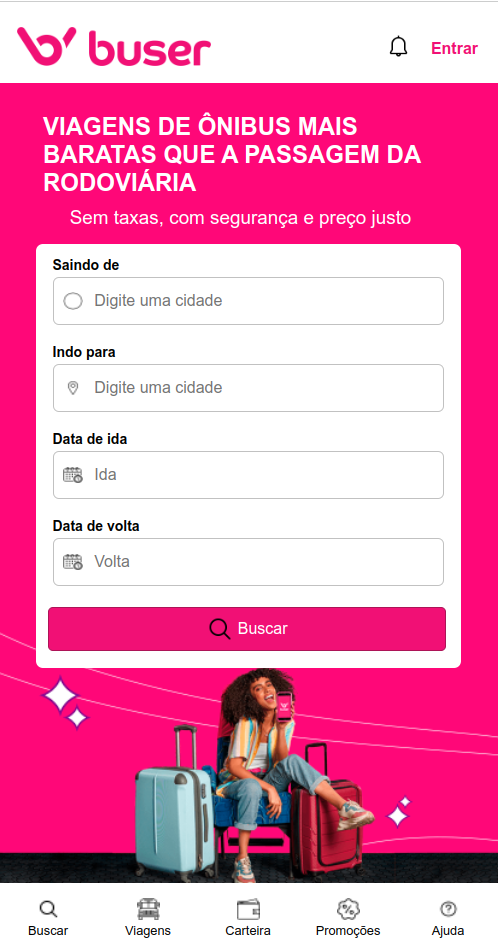 buser
Entrar
VIAGENS DE ÔNIBUS MAIS
BARATAS QUE A PASSAGEM DA
RODOVIÁRIA
Sem taxas, com segurança e preço justo
Saindo de
Digite uma cidade
Indo para
Digite uma cidade
Data de ida
Ida
Data de volta
Volta
Buscar
Buscar
Viagens
Carteira
Promoções
Ajuda